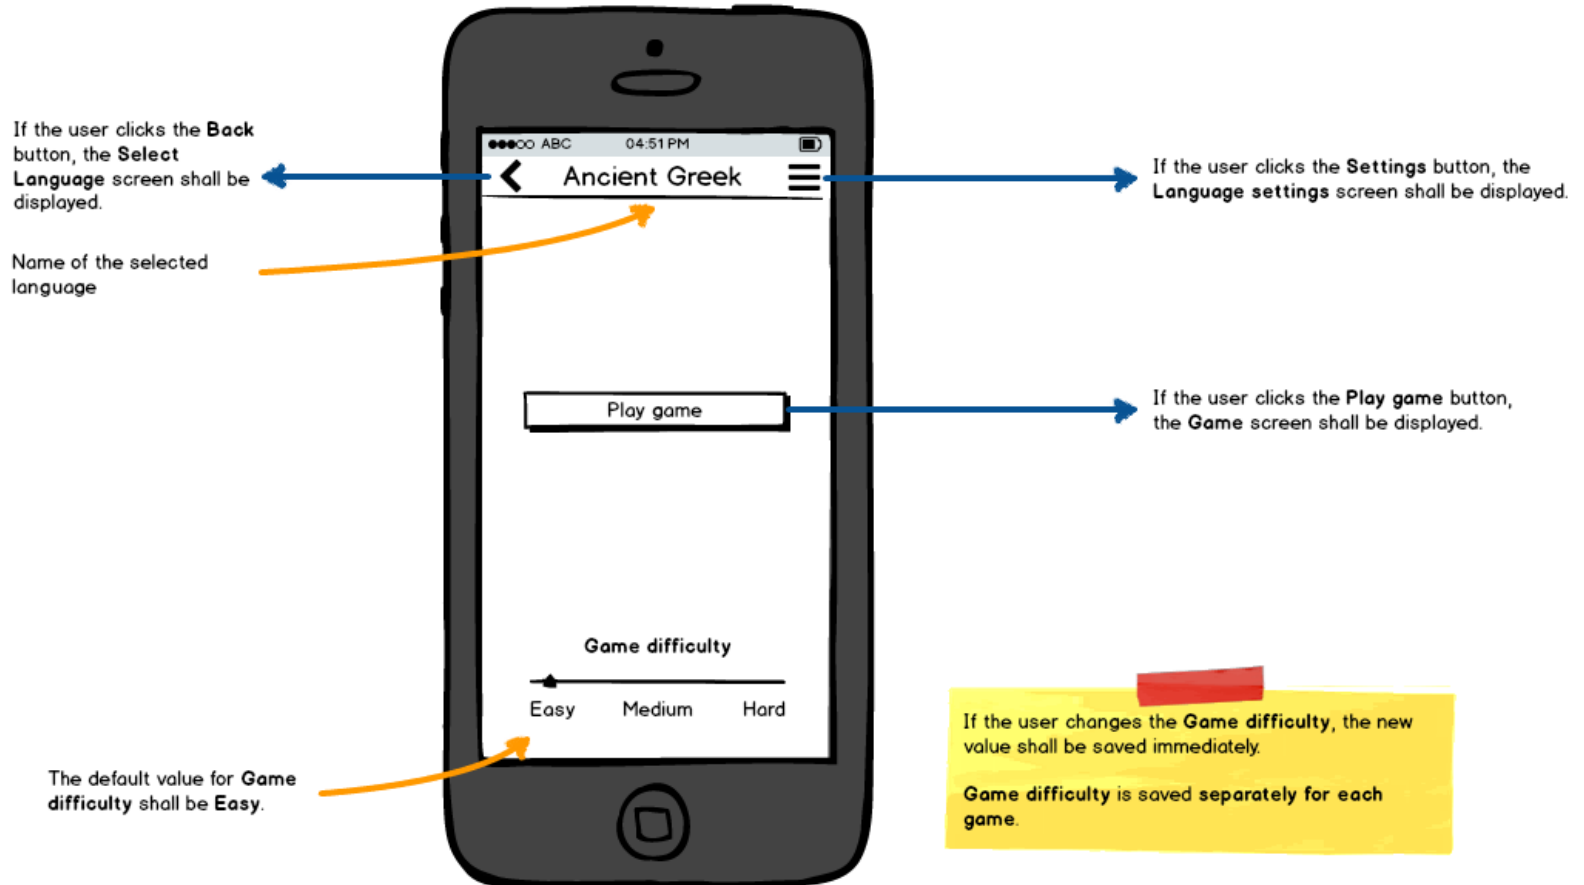 If the user clicks the Back
button, the Select
Language screen shall be
displayed.
Name of the selected
language
The default value for Game
difficulty shall be Easy.
ABC 04:51 PM
Ancient Greek
Play game
Game difficulty
Easy Medium Hard
If the user clicks the Settings button, the
Language settings screen shall be displayed.
If the user clicks the Play game button,
the Game screen shall be displayed.
If the user changes the Game difficulty, the new
value shall be saved immediately.
Game difficulty is saved separately for each
game.